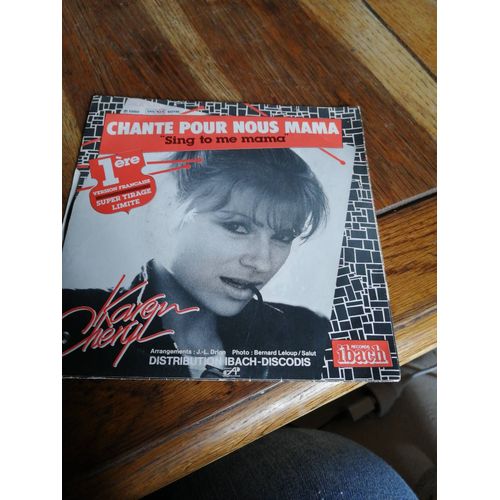 CHANTE POUR NOUS MAMA
"Sing to me mama"
1ère
VERSION FRANÇAISE
SUPER TIRAGE
LIMITE
Karen
Cheryl
Arrangements : J.-L. Drion Photo : Bernard Leloup / Salut
DISTRIBUTION IBACH-DISCODIS
RECORDS
ibach